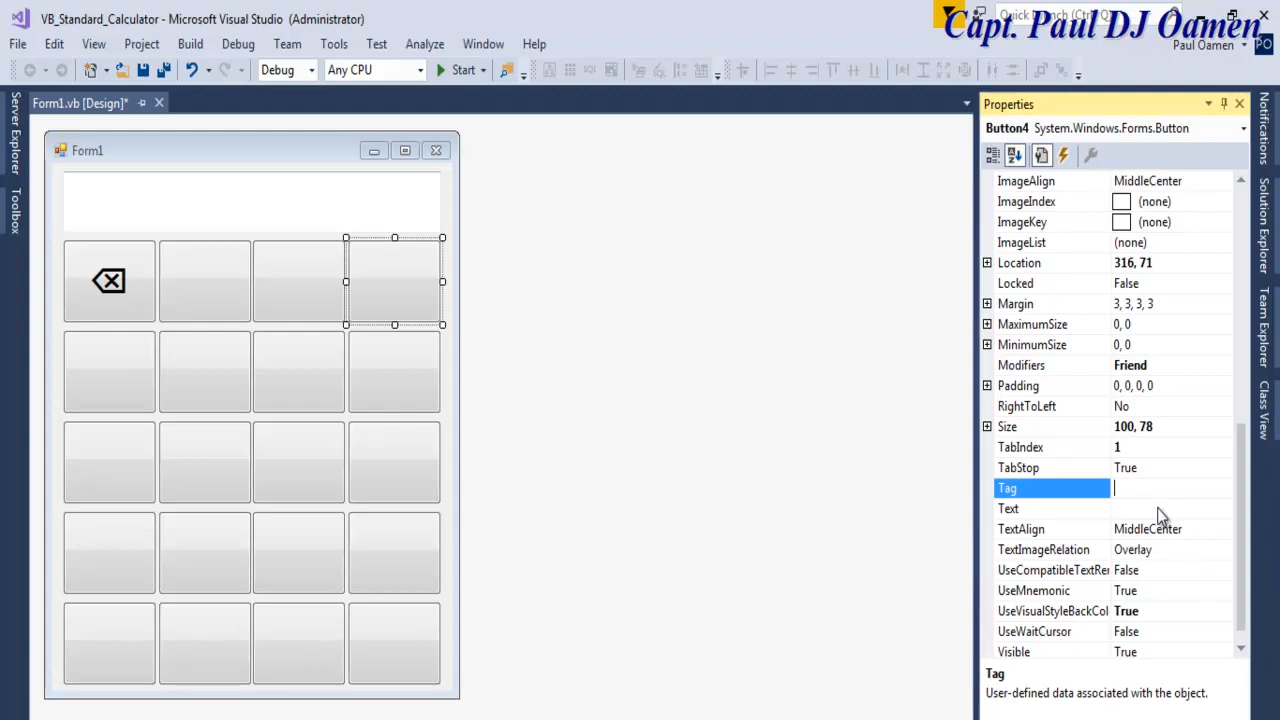 VB_Standard_Calculator - Microsoft Visual Studio (Administrator)
Quick Launch (Ctrl+Q)
Capt. Paul DJ Oamen
File Edit View Project Build Debug Team Tools Test Analyze Window Help
Paul Oamen PO
Debug Any CPU Start
Server Explorer
Toolbox
Form1.vb [Design]*
Form1
Properties
Button4 System.Windows.Forms.Button
ImageAlign MiddleCenter
ImageIndex (none)
ImageKey (none)
ImageList (none)
Location 316, 71
Locked False
Margin 3, 3, 3, 3
MaximumSize 0, 0
MinimumSize 0, 0
Modifiers Friend
Padding 0, 0, 0, 0
RightToLeft No
Size 100, 78
TabIndex 1
TabStop True
Tag
Text
TextAlign MiddleCenter
TextImageRelation Overlay
UseCompatibleTextRer False
UseMnemonic True
UseVisualStyleBackCol True
UseWaitCursor False
Visible True
Tag
User-defined data associated with the object.
Notifications
Solution Explorer
Team Explorer
Class View